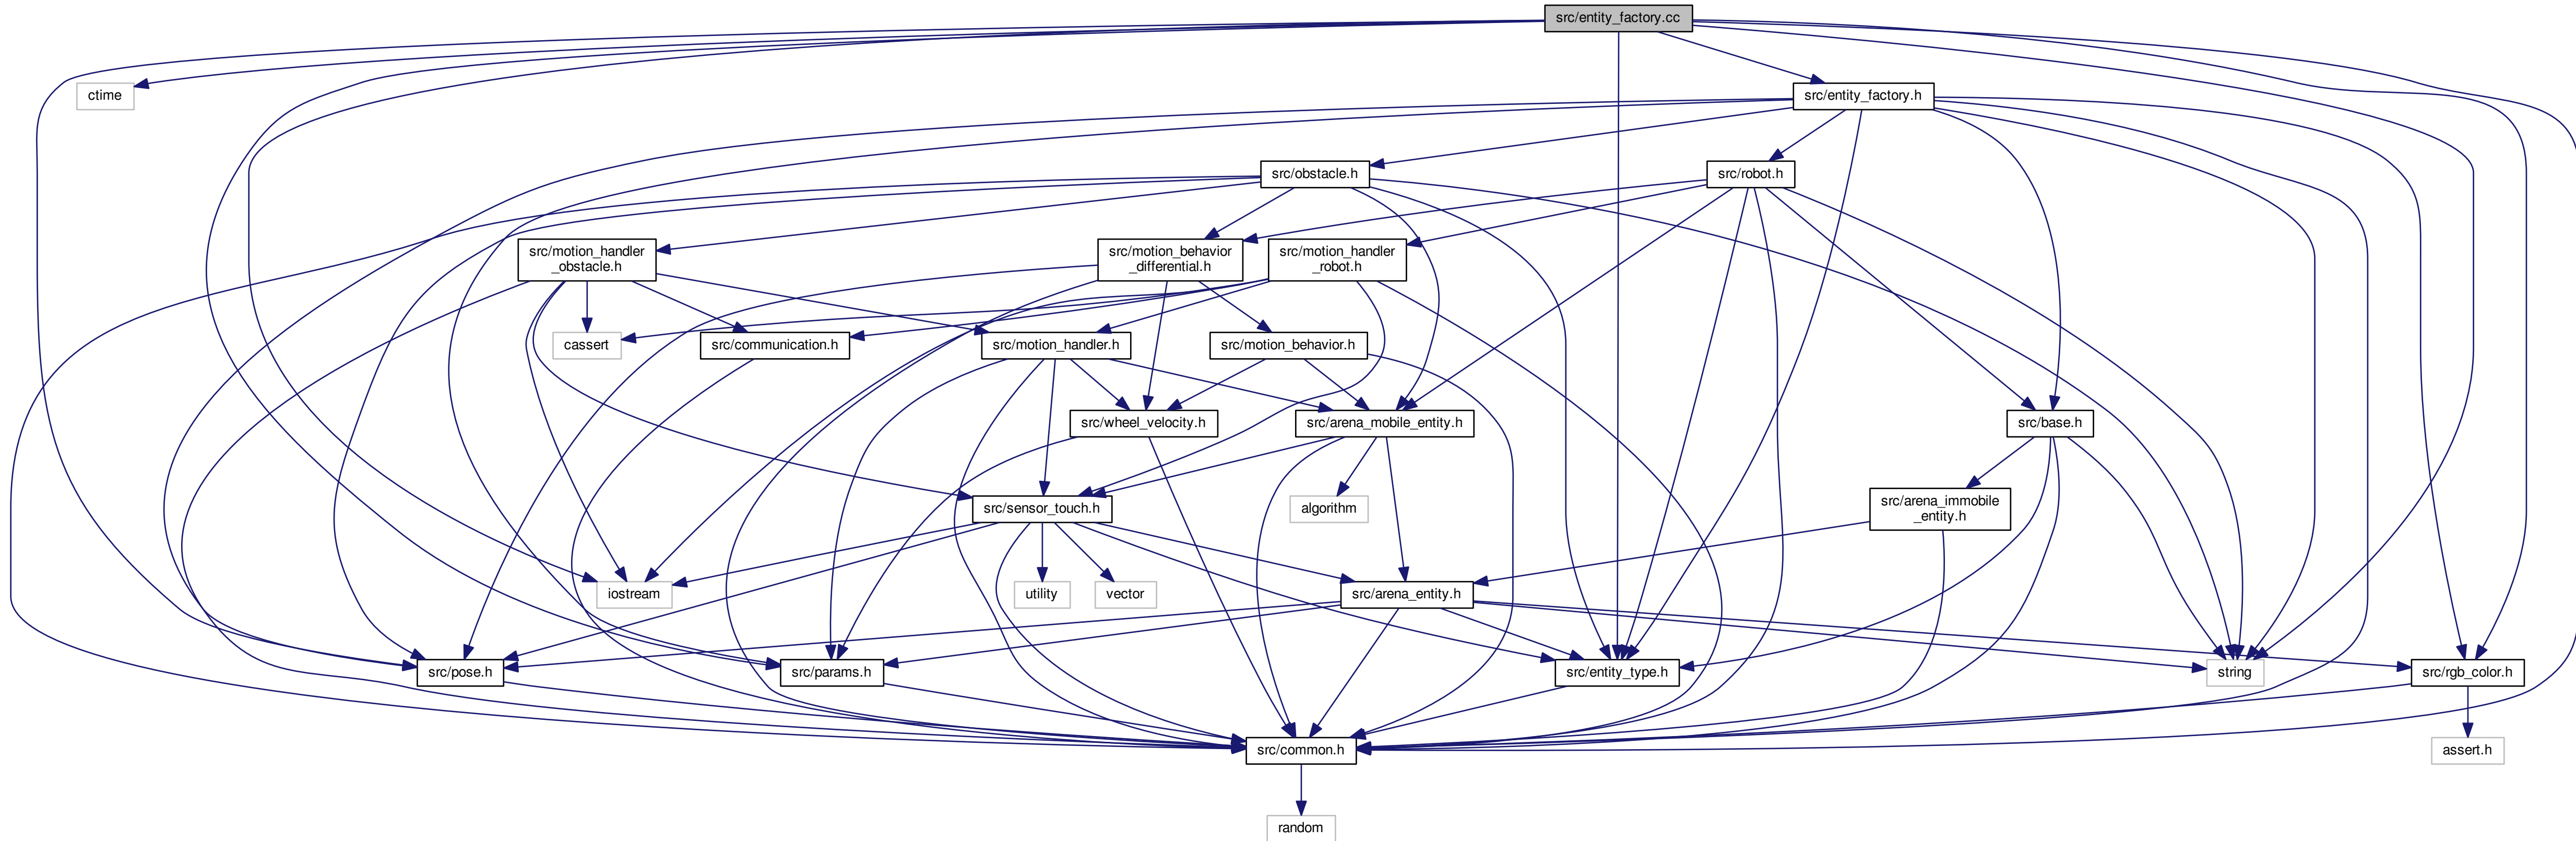 src/entity_factory.cc
ctime
src/entity_factory.h
src/obstacle.h
src/robot.h
src/motion_handler
_obstacle.h
src/motion_behavior
_differential.h
src/motion_handler
_robot.h
cassert
src/communication.h
src/motion_handler.h
src/motion_behavior.h
src/wheel_velocity.h
src/arena_mobile_entity.h
src/base.h
src/sensor_touch.h
algorithm
src/arena_immobile
_entity.h
iostream
utility
vector
src/arena_entity.h
src/pose.h
src/params.h
src/entity_type.h
string
src/rgb_color.h
src/common.h
assert.h
random